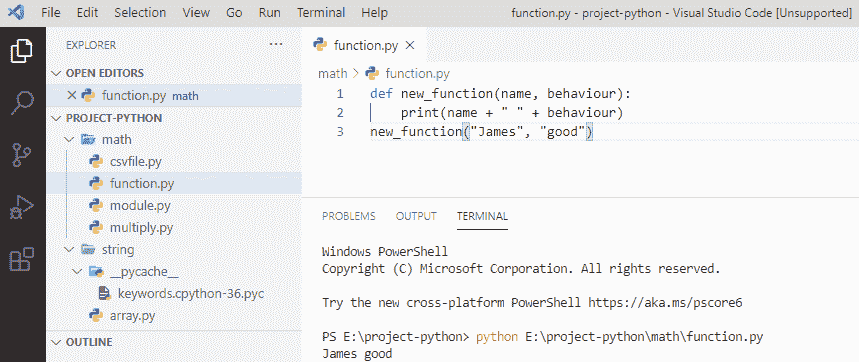 File Edit View Go Run Terminal Help function.py - project-python - Visual Studio Code [Unsupported]
EXPLORER ...
OPEN EDITORS
function.py math
PROJECT-PYTHON
math
csvfile.py
function.py
module.py
multiply.py
string
__pycache__
keywords.cpython-36.pyc
array.py
OUTLINE
function.py
math > function.py
1 def new_function(name, behaviour):
2     print(name + " " + behaviour)
3 new_function("James", "good")
PROBLEMS OUTPUT TERMINAL
Windows PowerShell
Copyright (C) Microsoft Corporation. All rights reserved.
Try the new cross-platform PowerShell https://aka.ms/pscore6
PS E:\project-python> python E:\project-python\math\function.py
James good